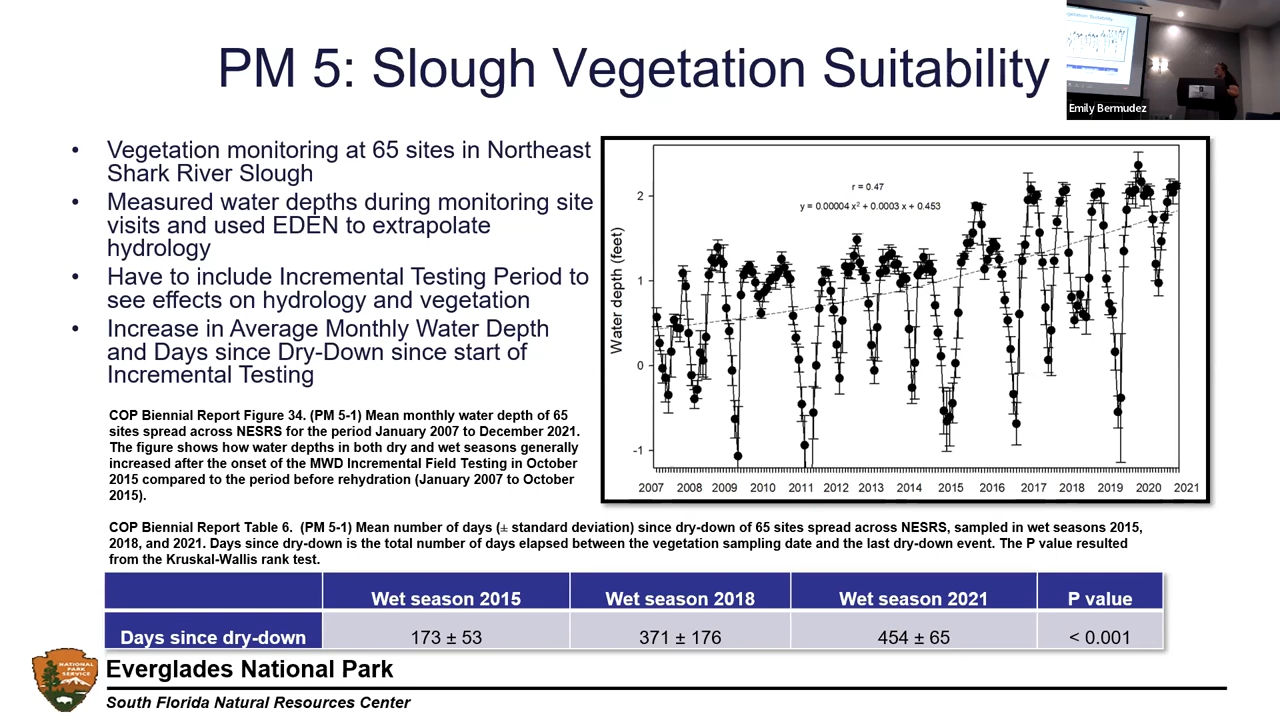 PM 5: Slough Vegetation Suitability
Emily Bermudez
• Vegetation monitoring at 65 sites in Northeast
Shark River Slough
• Measured water depths during monitoring site
visits and used EDEN to extrapolate
hydrology
• Have to include Incremental Testing Period to
see effects on hydrology and vegetation
• Increase in Average Monthly Water Depth
and Days since Dry-Down since start of
Incremental Testing
COP Biennial Report Figure 34. (PM 5-1) Mean monthly water depth of 65
sites spread across NESRS for the period January 2007 to December 2021.
The figure shows how water depths in both dry and wet seasons generally
increased after the onset of the MWD Incremental Field Testing in October
2015 compared to the period before rehydration (January 2007 to October
2015).
r = 0.47
y = 0.00004 x² + 0.0003 x + 0.453
Water depth (feet)
2
1
0
-1
2007 2008 2009 2010 2011 2012 2013 2014 2015 2016 2017 2018 2019 2020 2021
COP Biennial Report Table 6. (PM 5-1) Mean number of days (± standard deviation) since dry-down of 65 sites spread across NESRS, sampled in wet seasons 2015,
2018, and 2021. Days since dry-down is the total number of days elapsed between the vegetation sampling date and the last dry-down event. The P value resulted
from the Kruskal-Wallis rank test.
Wet season 2015 Wet season 2018 Wet season 2021 P value
Days since dry-down 173 ± 53 371 ± 176 454 ± 65 < 0.001
NATIONAL
PARK
SERVICE
Everglades National Park
South Florida Natural Resources Center